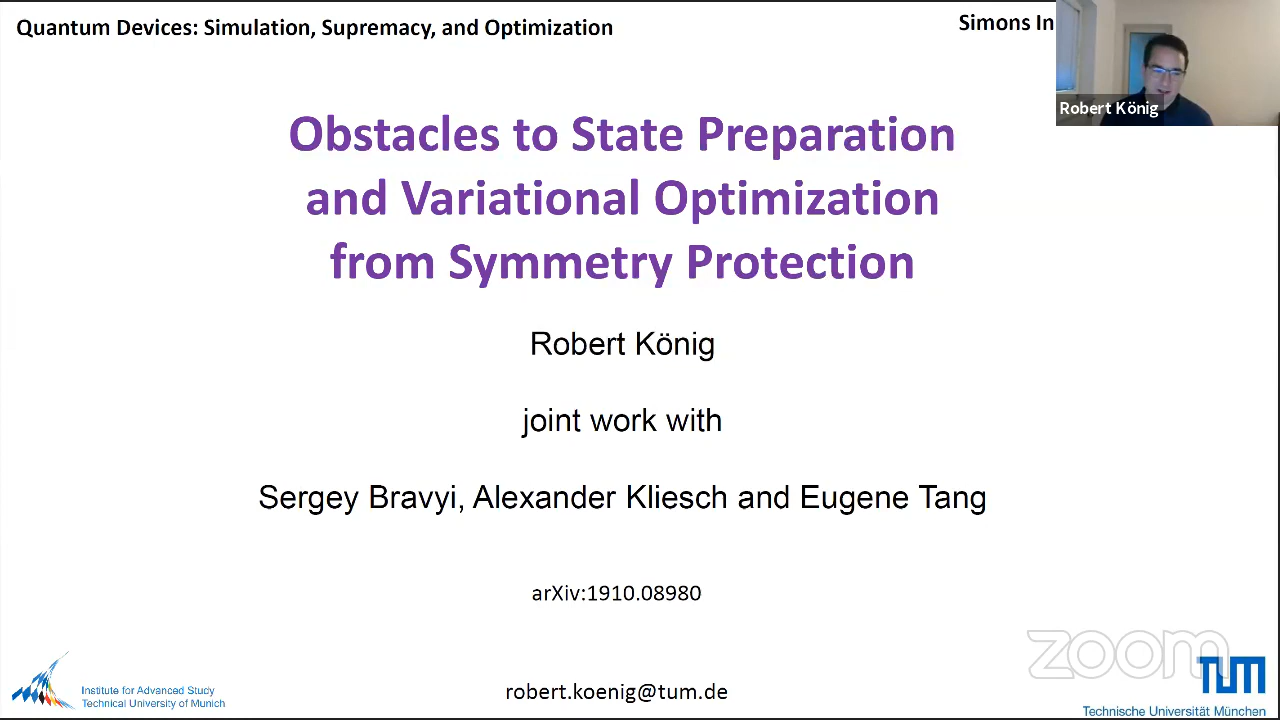 Quantum Devices: Simulation, Supremacy, and Optimization
Simons In
Robert König
Obstacles to State Preparation
and Variational Optimization
from Symmetry Protection
Robert König
joint work with
Sergey Bravyi, Alexander Kliesch and Eugene Tang
arXiv:1910.08980
zoom
TUM
Institute for Advanced Study
Technical University of Munich
robert.koenig@tum.de
Technische Universität München